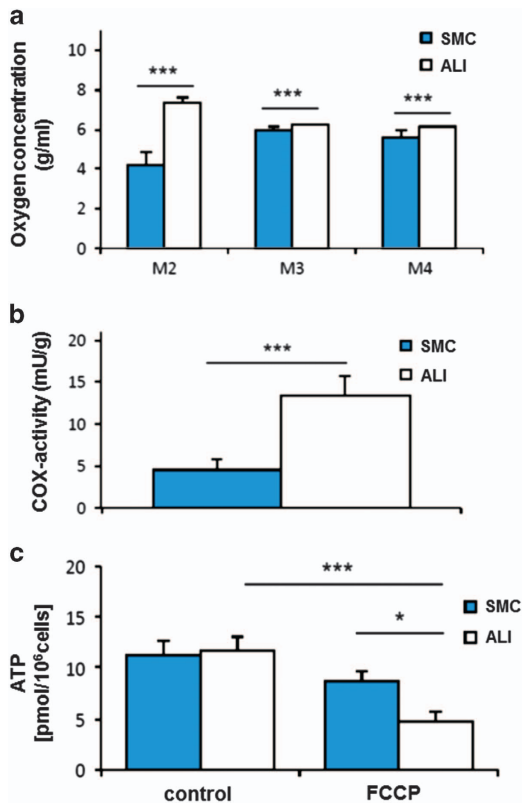 a
Oxygen concentration
(g/ml)
10
8
6
4
2
0
***
***
***
SMC
ALI
M2
M3
M4
b
COX-activity (mU/g)
20
15
10
5
0
***
SMC
ALI
c
ATP
[pmol/10⁶cells]
20
15
10
5
0
***
*
SMC
ALI
control
FCCP